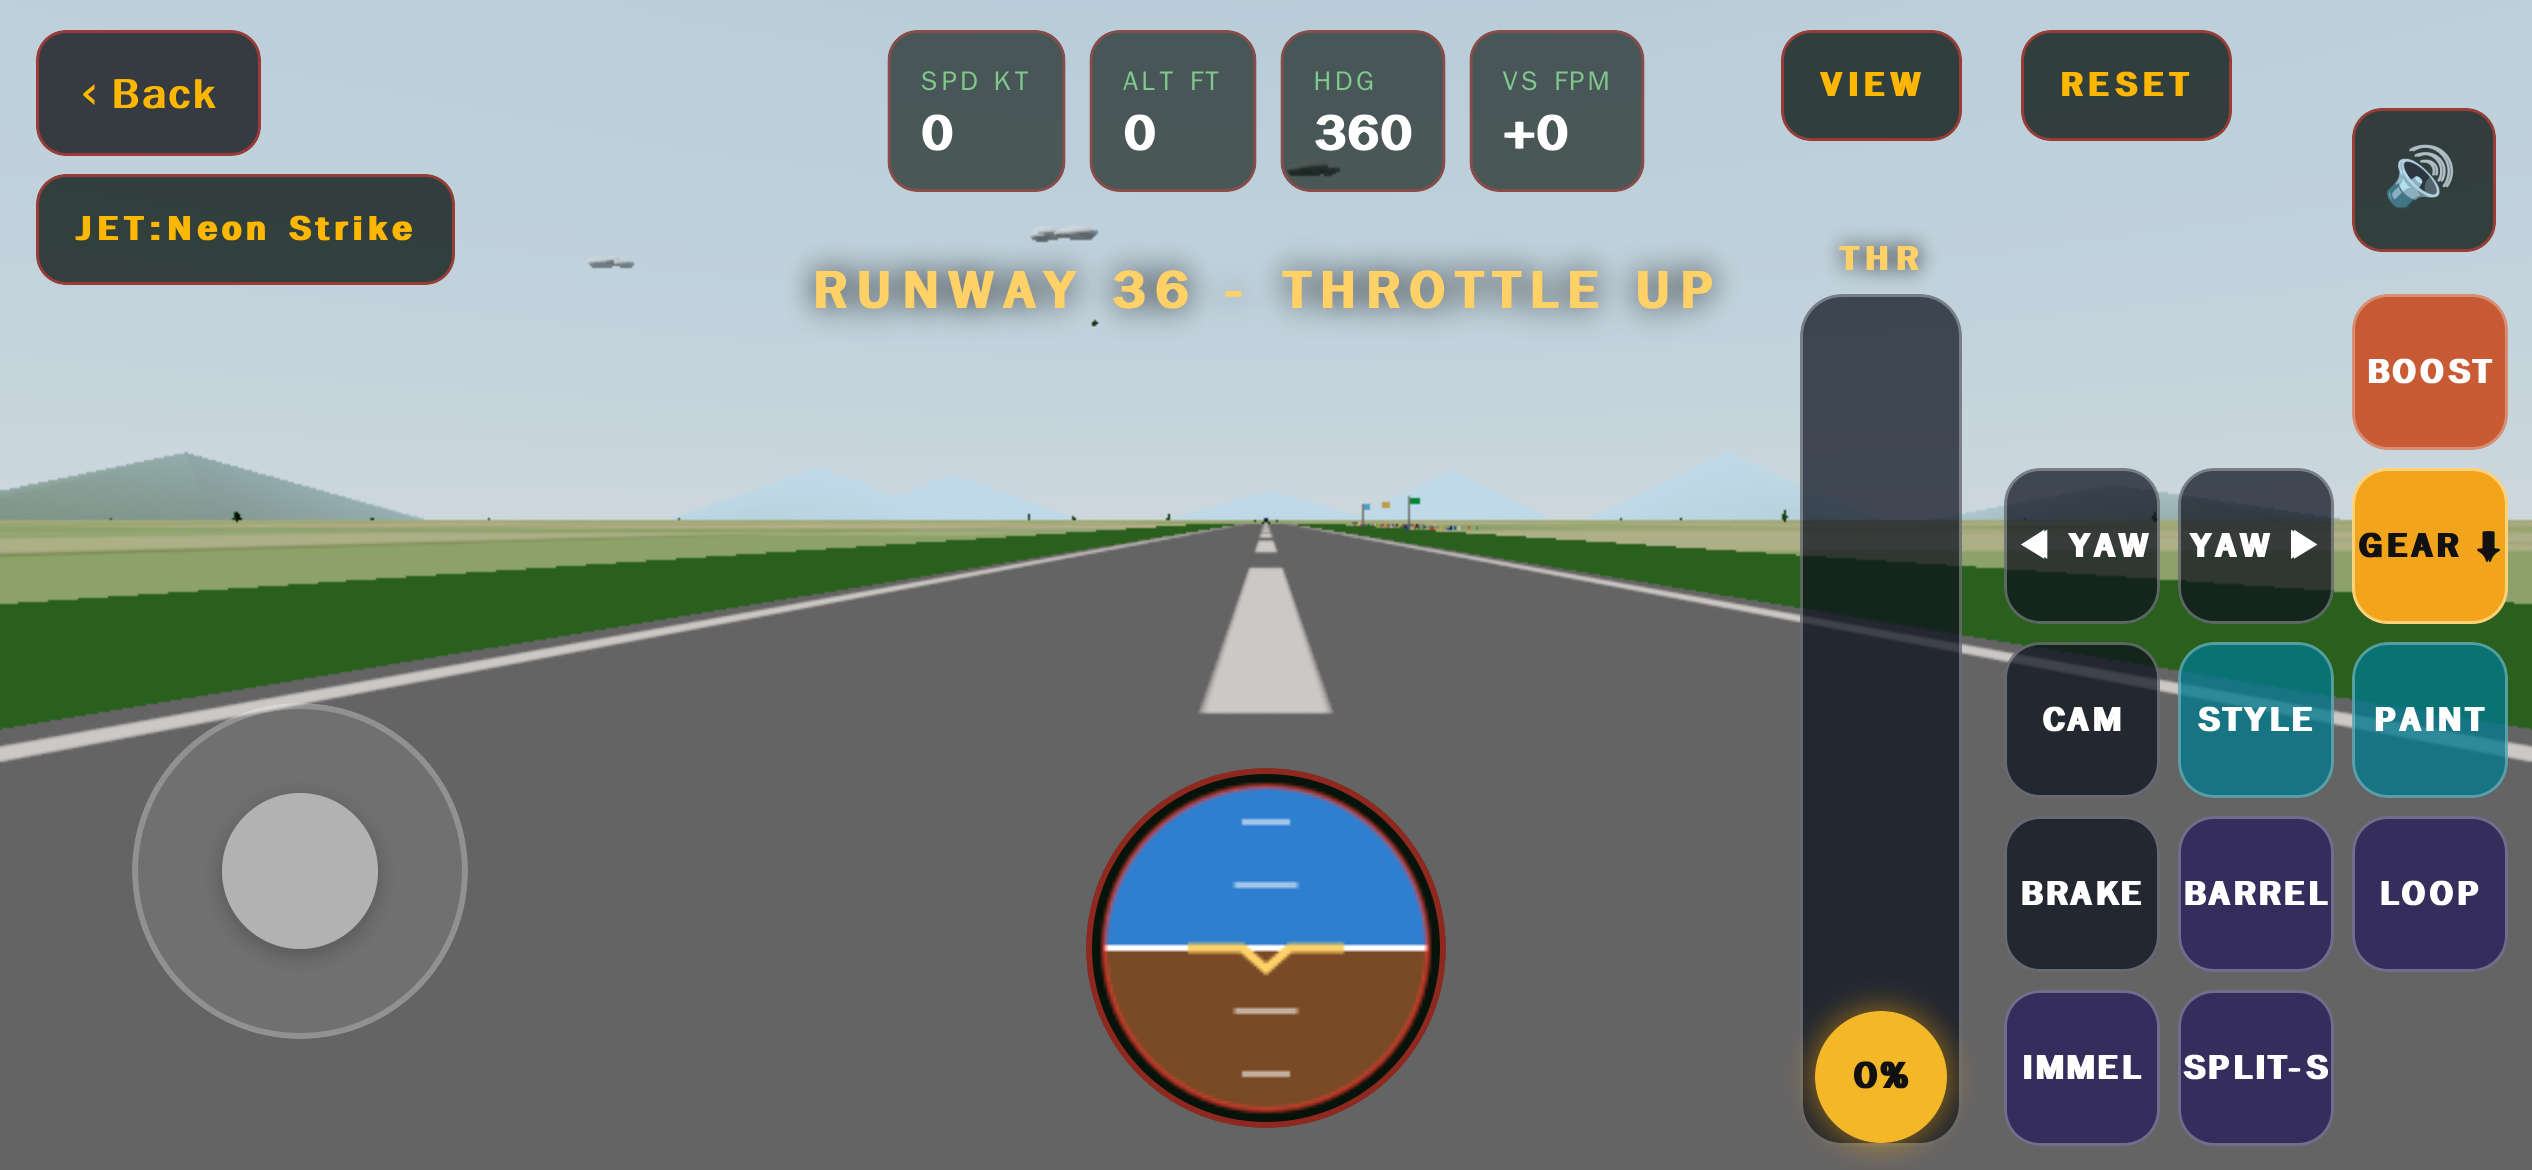 ‹ Back
JET:Neon Strike
SPD KT
0
ALT FT
0
HDG
360
VS FPM
+0
VIEW
RESET
RUNWAY 36 - THROTTLE UP
THR
BOOST
◀ YAW
YAW ▶
GEAR ⬇
CAM
STYLE
PAINT
BRAKE
BARREL
LOOP
0%
IMMEL
SPLIT-S